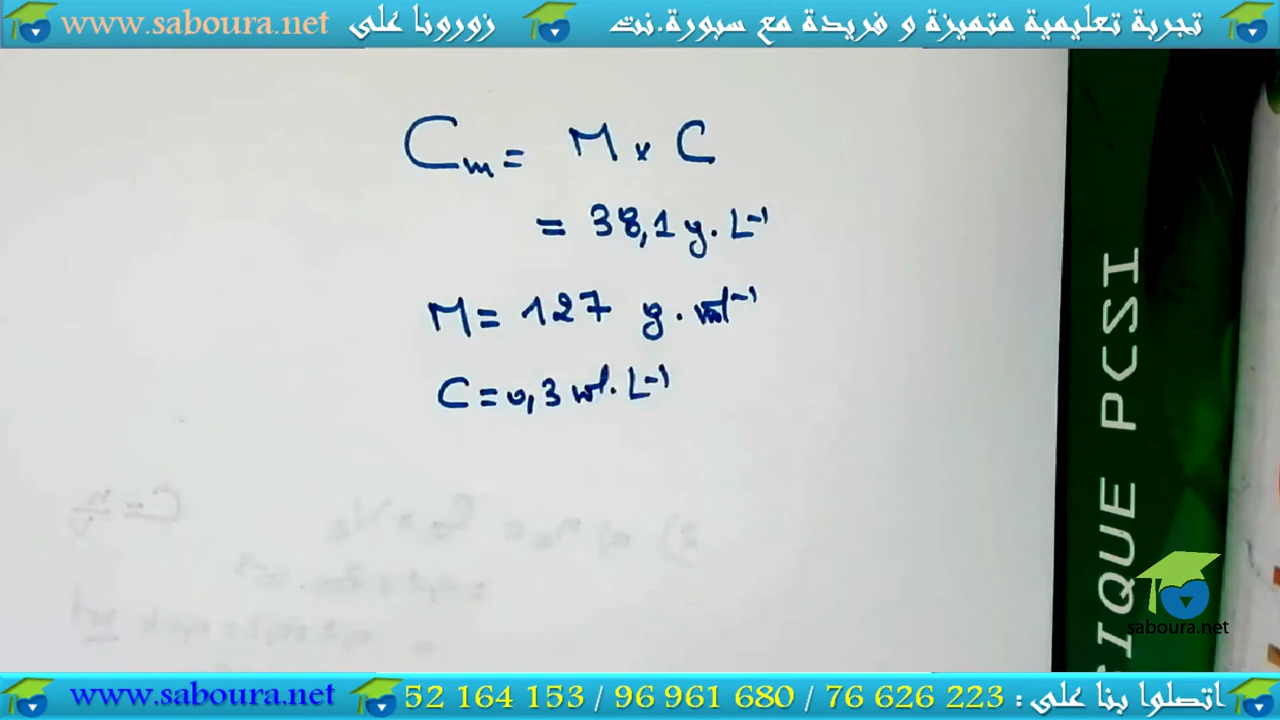 تجربة تعليمية متميزة و فريدة مع سبورة.نت زورونا على www.saboura.net
Cm = M x C
= 38,1 g. L-1
M = 127 g. mol-1
C = 0,3 mol. L-1
SIQUE PCSI
saboura.net
اتصلوا بنا على : 52 164 153 / 96 961 680 / 76 626 223 www.saboura.net